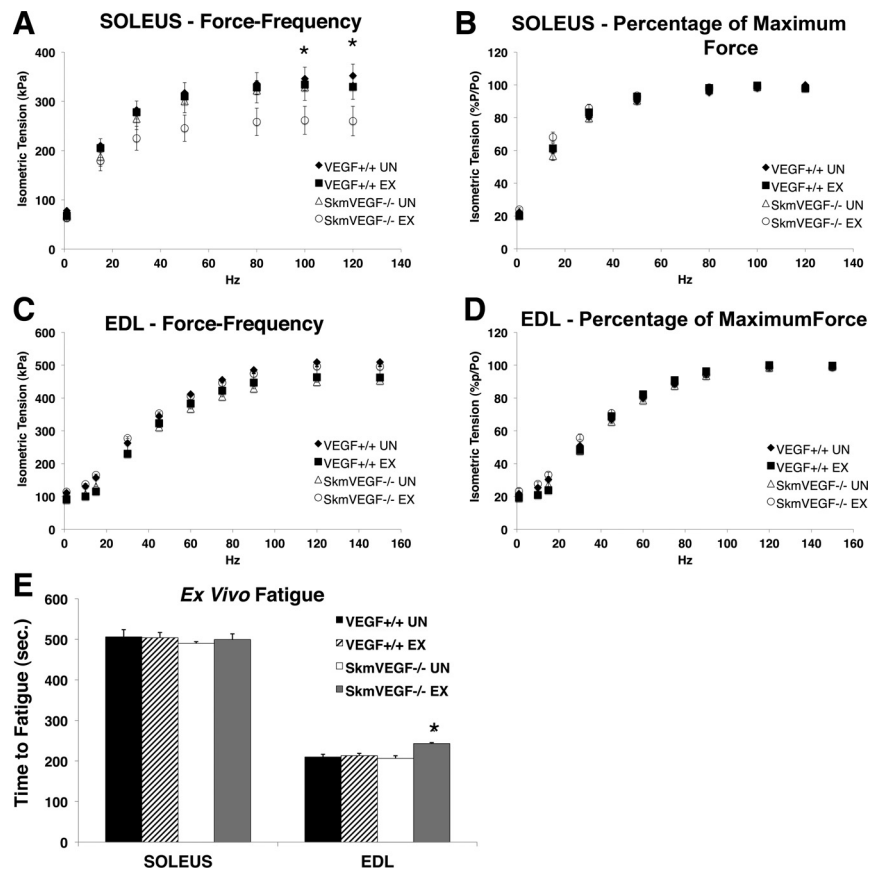 A
SOLEUS - Force-Frequency
Isometric Tension (kPa)
400
300
200
100
0
*
*
VEGF+/+ UN
VEGF+/+ EX
SkmVEGF-/- UN
SkmVEGF-/- EX
0 20 40 60 80 100 120 140
Hz
B
SOLEUS - Percentage of Maximum
Force
Isometric Tension (%P/Po)
120
100
80
60
40
20
0
VEGF+/+ UN
VEGF+/+ EX
SkmVEGF-/- UN
SkmVEGF-/- EX
0 20 40 60 80 100 120 140
Hz
C
EDL - Force-Frequency
Isometric Tension (kPa)
600
500
400
300
200
100
0
VEGF+/+ UN
VEGF+/+ EX
SkmVEGF-/- UN
SkmVEGF-/- EX
0 20 40 60 80 100 120 140 160
Hz
D
EDL - Percentage of MaximumForce
Isometric Tension (%p/Po)
120
100
80
60
40
20
0
VEGF+/+ UN
VEGF+/+ EX
SkmVEGF-/- UN
SkmVEGF-/- EX
0 20 40 60 80 100 120 140 160
Hz
E
Ex Vivo Fatigue
Time to Fatigue (sec.)
600
500
400
300
200
100
0
VEGF+/+ UN
VEGF+/+ EX
SkmVEGF-/- UN
SkmVEGF-/- EX
*
SOLEUS EDL